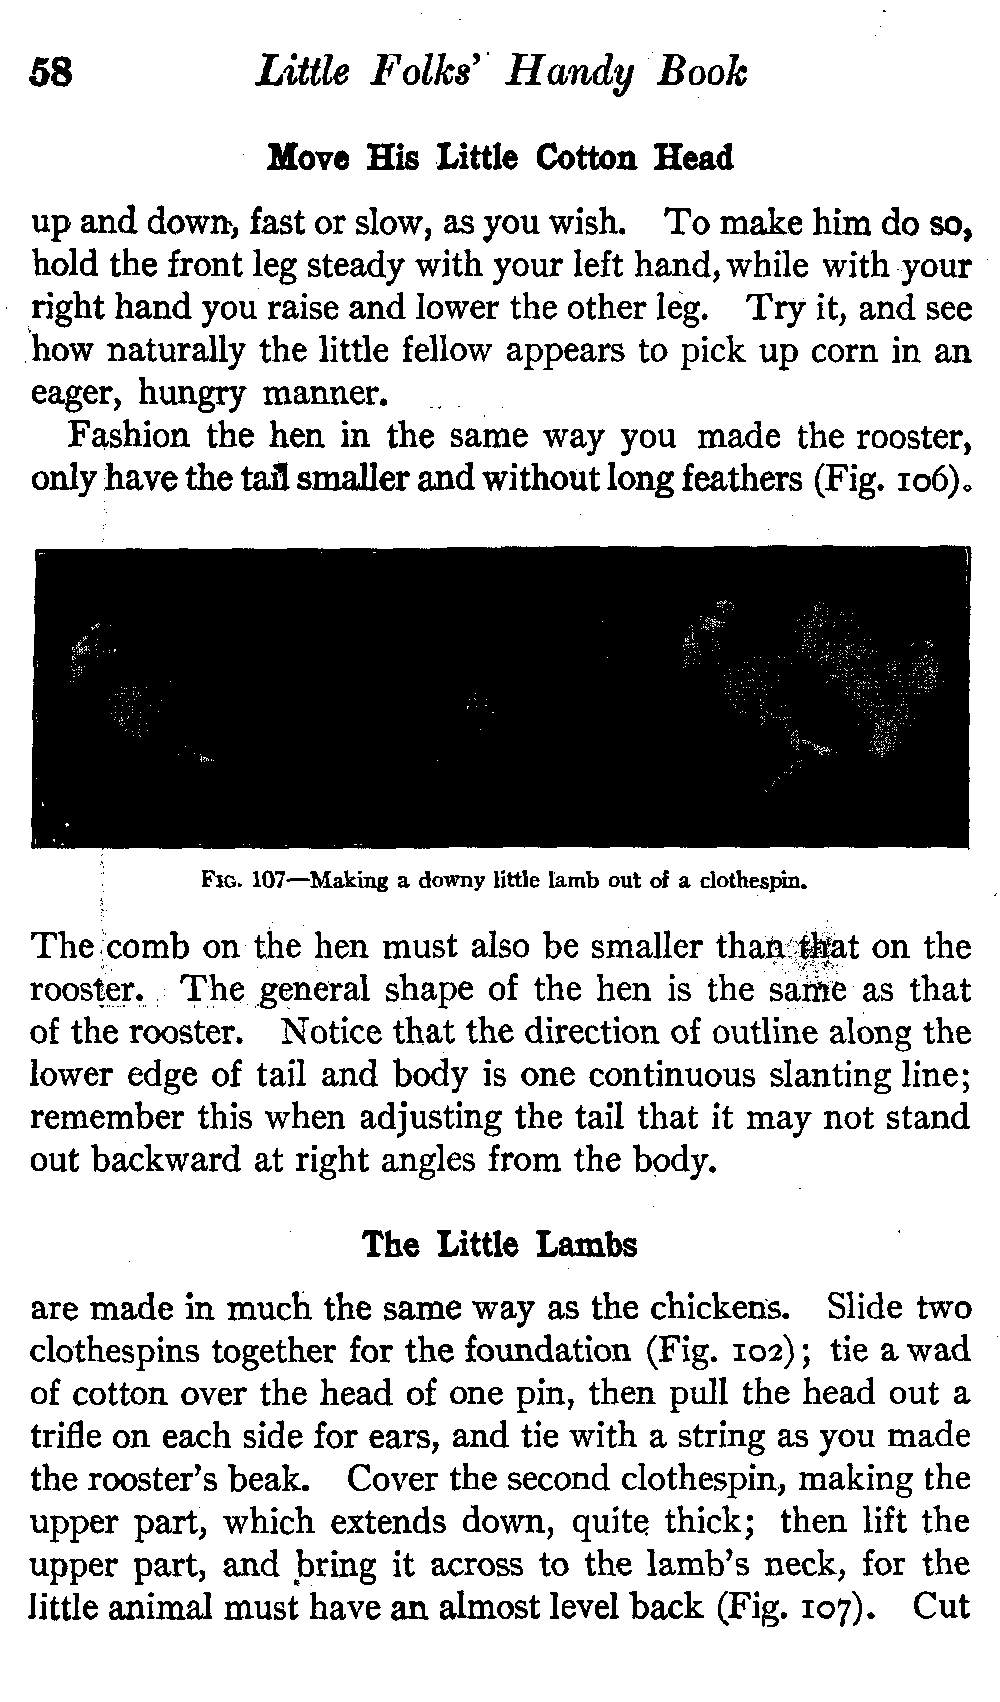 58 Little Folks' Handy Book
Move His Little Cotton Head
up and down, fast or slow, as you wish. To make him do so,
hold the front leg steady with your left hand, while with your
right hand you raise and lower the other leg. Try it, and see
how naturally the little fellow appears to pick up corn in an
eager, hungry manner.
Fashion the hen in the same way you made the rooster,
only have the tail smaller and without long feathers (Fig. 106).
Fig. 107—Making a downy little lamb out of a clothespin.
The comb on the hen must also be smaller than that on the
rooster. The general shape of the hen is the same as that
of the rooster. Notice that the direction of outline along the
lower edge of tail and body is one continuous slanting line;
remember this when adjusting the tail that it may not stand
out backward at right angles from the body.
The Little Lambs
are made in much the same way as the chickens. Slide two
clothespins together for the foundation (Fig. 102); tie a wad
of cotton over the head of one pin, then pull the head out a
trifle on each side for ears, and tie with a string as you made
the rooster's beak. Cover the second clothespin, making the
upper part, which extends down, quite thick; then lift the
upper part, and bring it across to the lamb's neck, for the
little animal must have an almost level back (Fig. 107). Cut